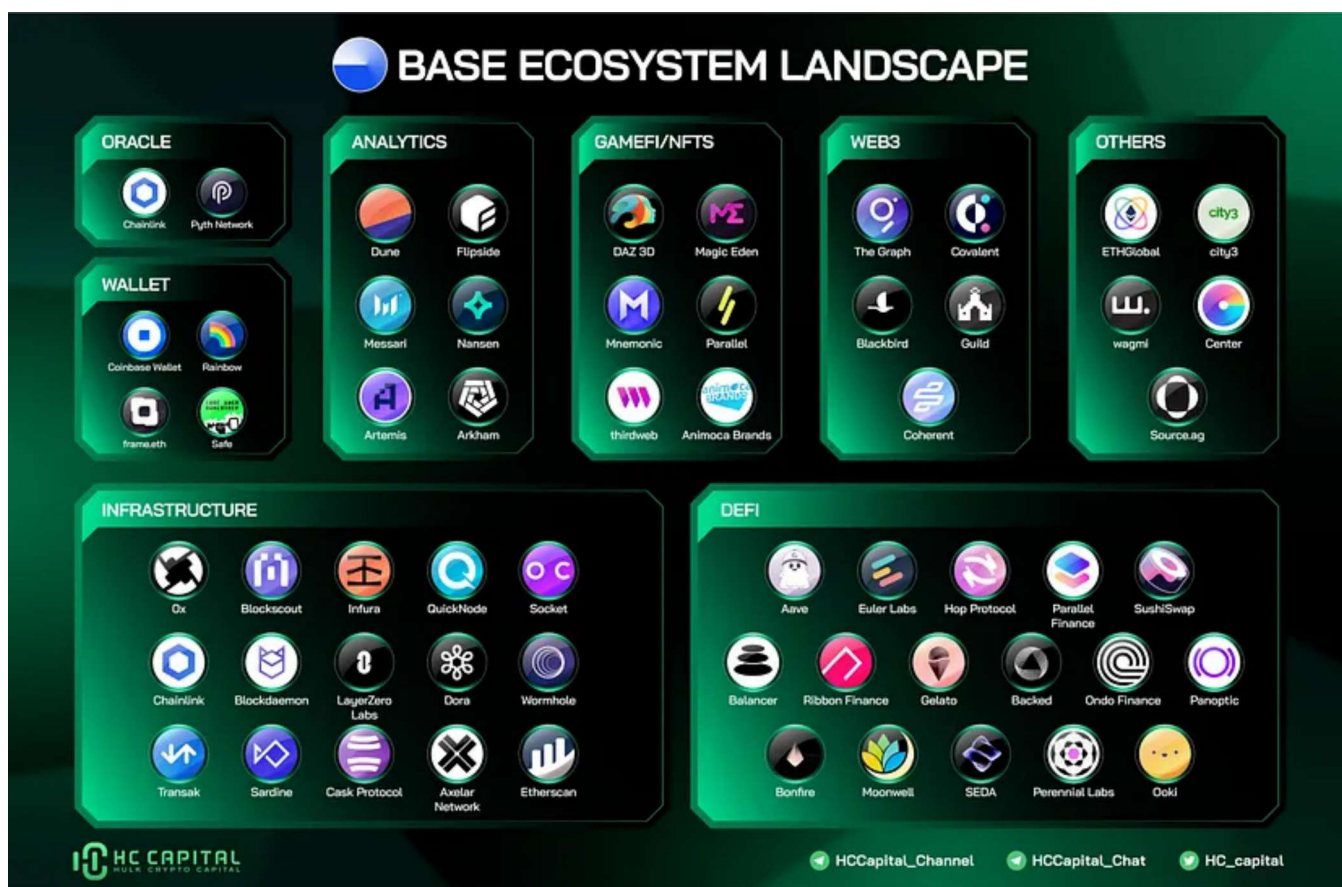 BASE ECOSYSTEM LANDSCAPE
ORACLE
Chainlink
Pyth Network
WALLET
Coinbase Wallet
Rainbow
frame.eth
Safe
ANALYTICS
Dune
Flipside
Messari
Nansen
Artemis
Arkham
GAMEFI/NFTS
DAZ 3D
Magic Eden
Mnemonic
Parallel
thirdweb
Animoca Brands
WEB3
The Graph
Covalent
Blackbird
Guild
Coherent
OTHERS
ETHGlobal
city3
city3
wagmi
Center
Source.ag
INFRASTRUCTURE
0x
Blockscout
Infura
QuickNode
Socket
Chainlink
Blockdaemon
LayerZero
Labs
Dora
Wormhole
Transak
Sardine
Cask Protocol
Axelar
Network
Etherscan
DEFI
Aave
Euler Labs
Hop Protocol
Parallel
Finance
SushiSwap
Balancer
Ribbon Finance
Gelato
Backed
Ondo Finance
Panoptic
Bonfire
Moonwell
SEDA
Perennial Labs
Ooki
HC CAPITAL
HULK CRYPTO CAPITAL
HCCapital_Channel
HCCapital_Chat
HC_capital